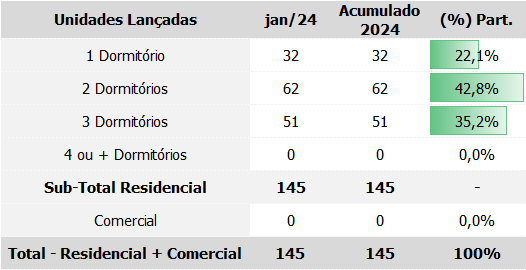 Unidades Lançadas jan/24 Acumulado 2024 (%) Part.
1 Dormitório 32 32 22,1%
2 Dormitórios 62 62 42,8%
3 Dormitórios 51 51 35,2%
4 ou + Dormitórios 0 0 0,0%
Sub-Total Residencial 145 145 -
Comercial 0 0 0,0%
Total - Residencial + Comercial 145 145 100%